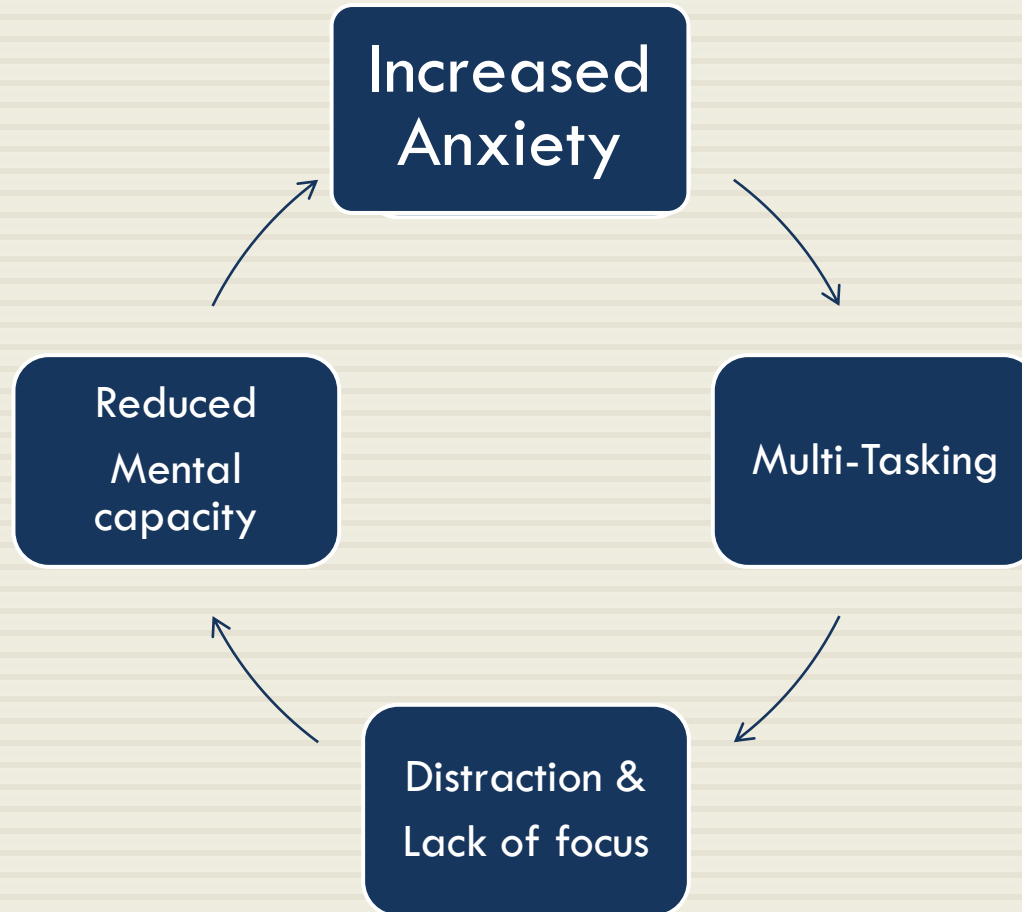 Increased
Anxiety
Multi-Tasking
Distraction &
Lack of focus
Reduced
Mental
capacity